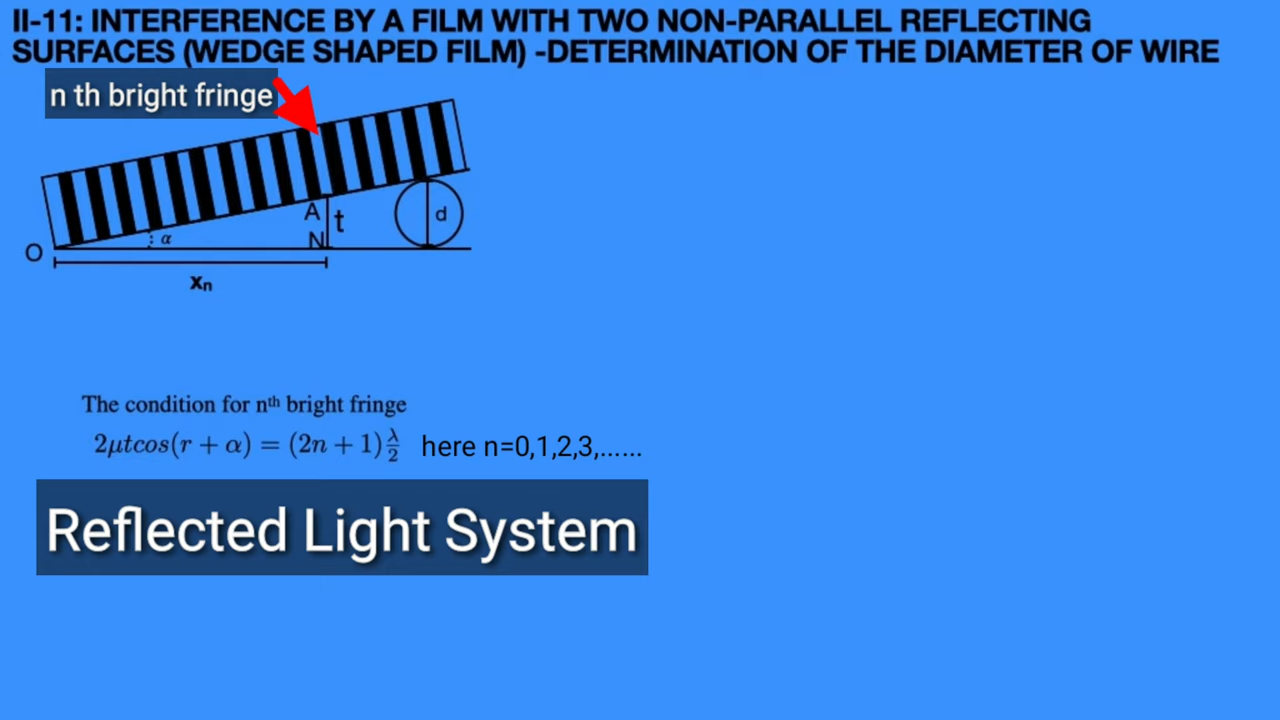 II-11: INTERFERENCE BY A FILM WITH TWO NON-PARALLEL REFLECTING
SURFACES (WEDGE SHAPED FILM) -DETERMINATION OF THE DIAMETER OF WIRE
n th bright fringe
A t d
α
O N
xₙ
The condition for nᵗʰ bright fringe
2μtcos(r + α) = (2n + 1)λ/2 here n=0,1,2,3,......
Reflected Light System